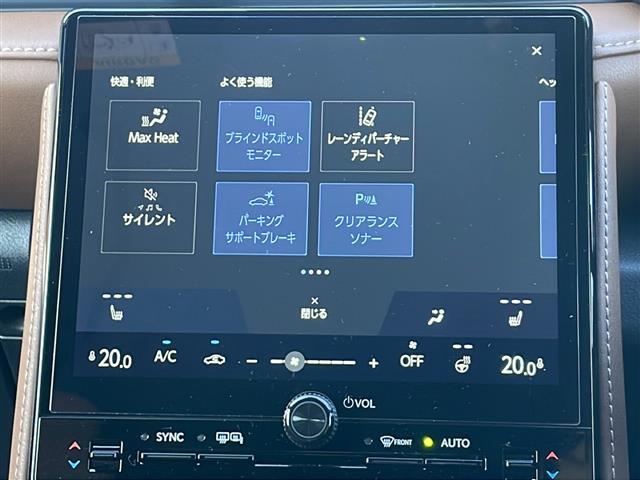 快適・利便
よく使う機能
ヘッ
Max Heat
ブラインドスポット
モニター
レーンディパーチャー
アラート
サイレント
パーキング
サポートブレーキ
P
クリアランス
ソナー
閉じる
20.0
A/C
OFF
20.0
VOL
SYNC
FRONT
AUTO